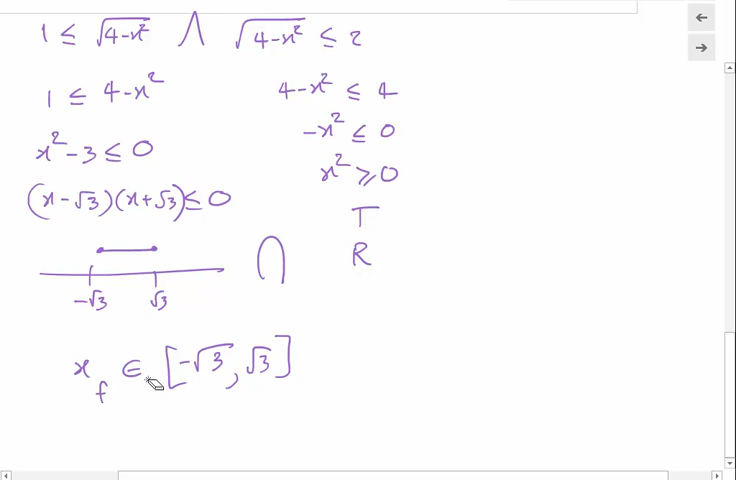 1 ≤ √4-x² ∧ √4-x² ≤ 2
1 ≤ 4-x² 4-x² ≤ 4
x²-3 ≤ 0 -x² ≤ 0
x² ⩾ 0
(x-√3)(x+√3) ≤ 0
T
∩ R
-√3 √3
x_f ∈ [-√3, √3]